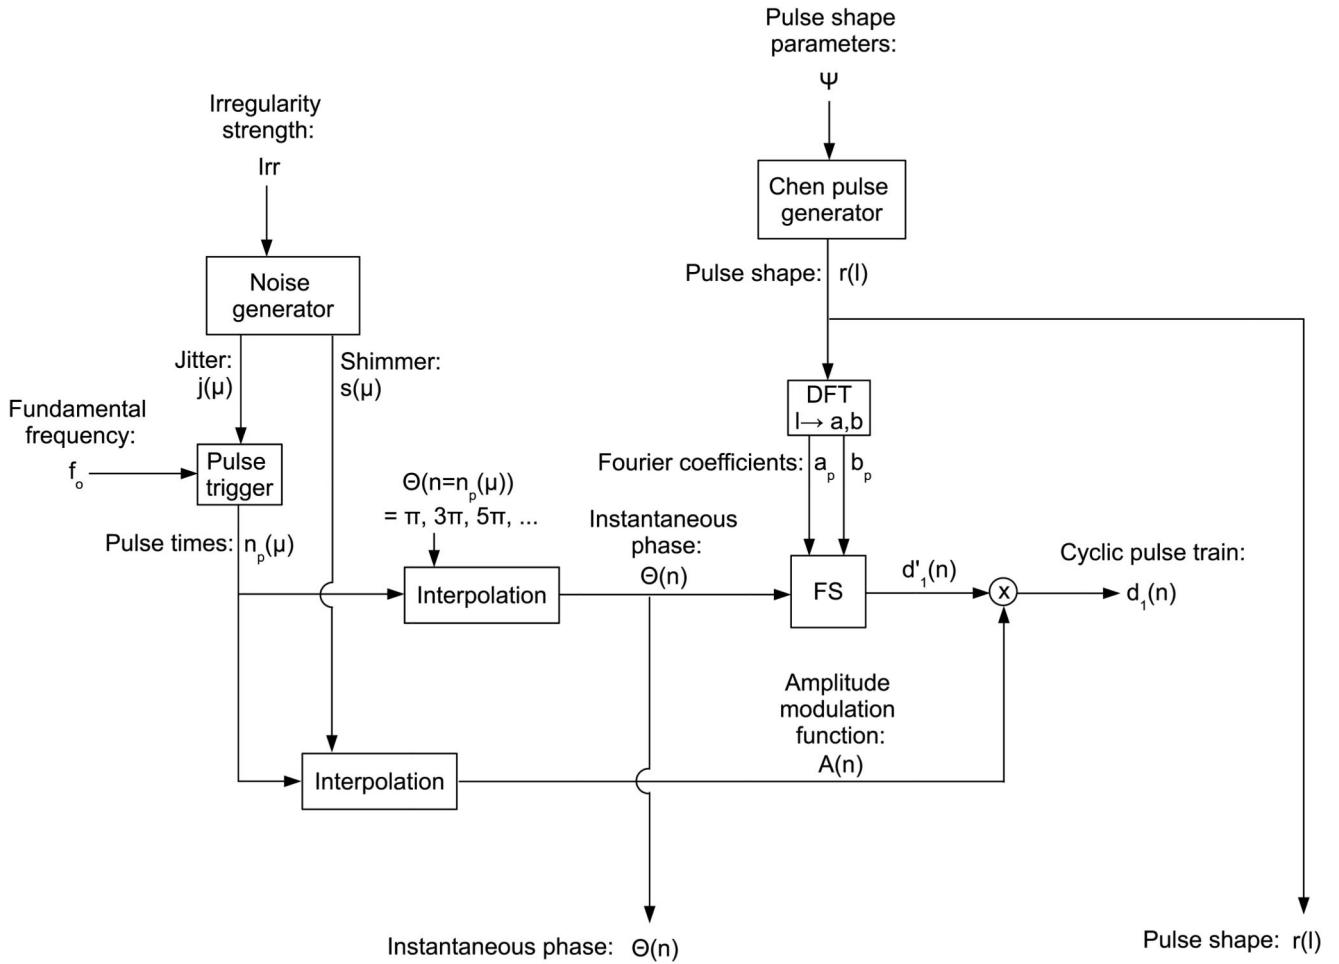 Pulse shape
parameters:
Ψ
Irregularity
strength:
Irr
Chen pulse
generator
Noise
generator
Pulse shape: r(l)
Jitter:
j(μ)
Shimmer:
s(μ)
DFT
l→ a,b
Fundamental
frequency:
fo
Pulse
trigger
Fourier coefficients: ap bp
Θ(n=np(μ))
= π, 3π, 5π, ...
Pulse times: np(μ)
Instantaneous
phase:
Θ(n)
Interpolation
FS
d'1(n)
x
Cyclic pulse train:
d1(n)
Amplitude
modulation
function:
A(n)
Interpolation
Instantaneous phase: Θ(n)
Pulse shape: r(l)